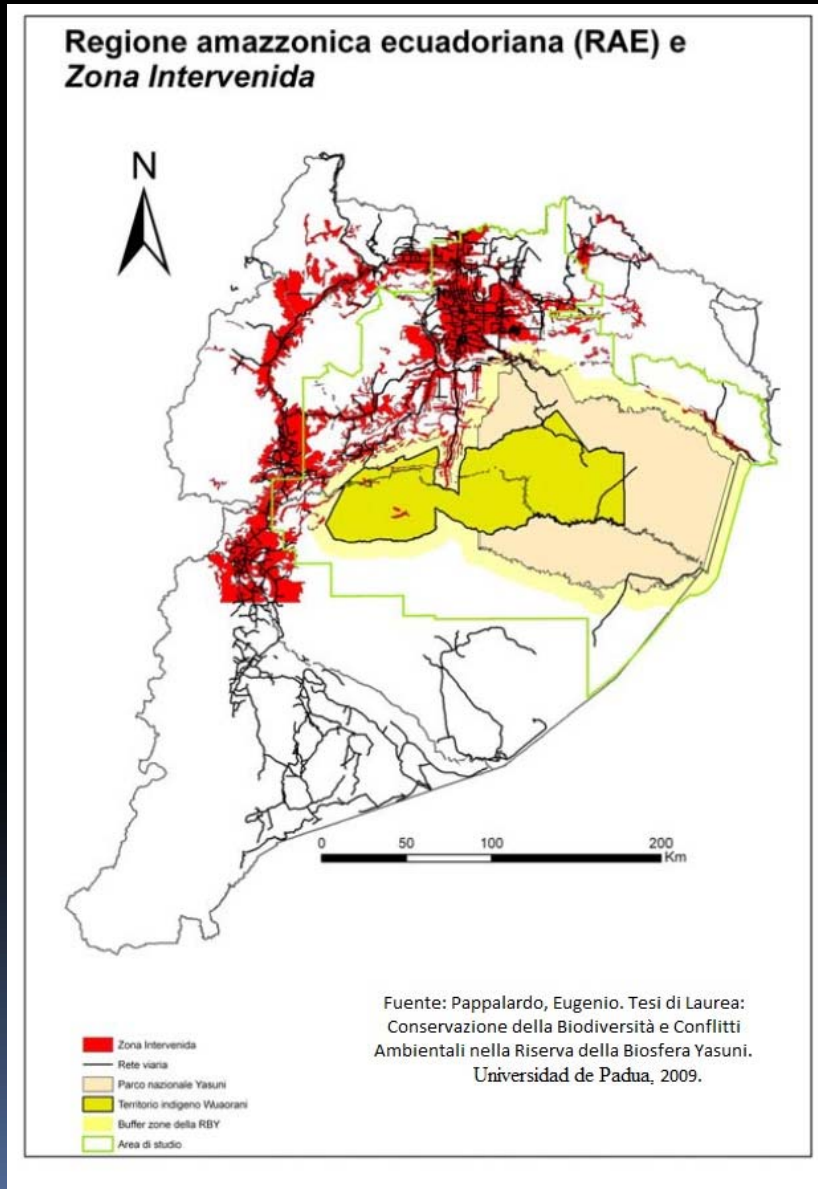 Regione amazzonica ecuadoriana (RAE) e
Zona Intervenida
N
0 50 100 200
Km
Fuente: Pappalardo, Eugenio. Tesi di Laurea:
Conservazione della Biodiversità e Conflitti
Ambientali nella Riserva della Biosfera Yasuni.
Universidad de Padua, 2009.
Zona Intervenida
Rete viaria
Parco nazionale Yasuni
Territorio indigeno Wuaorani
Buffer zone della RBY
Area di studio